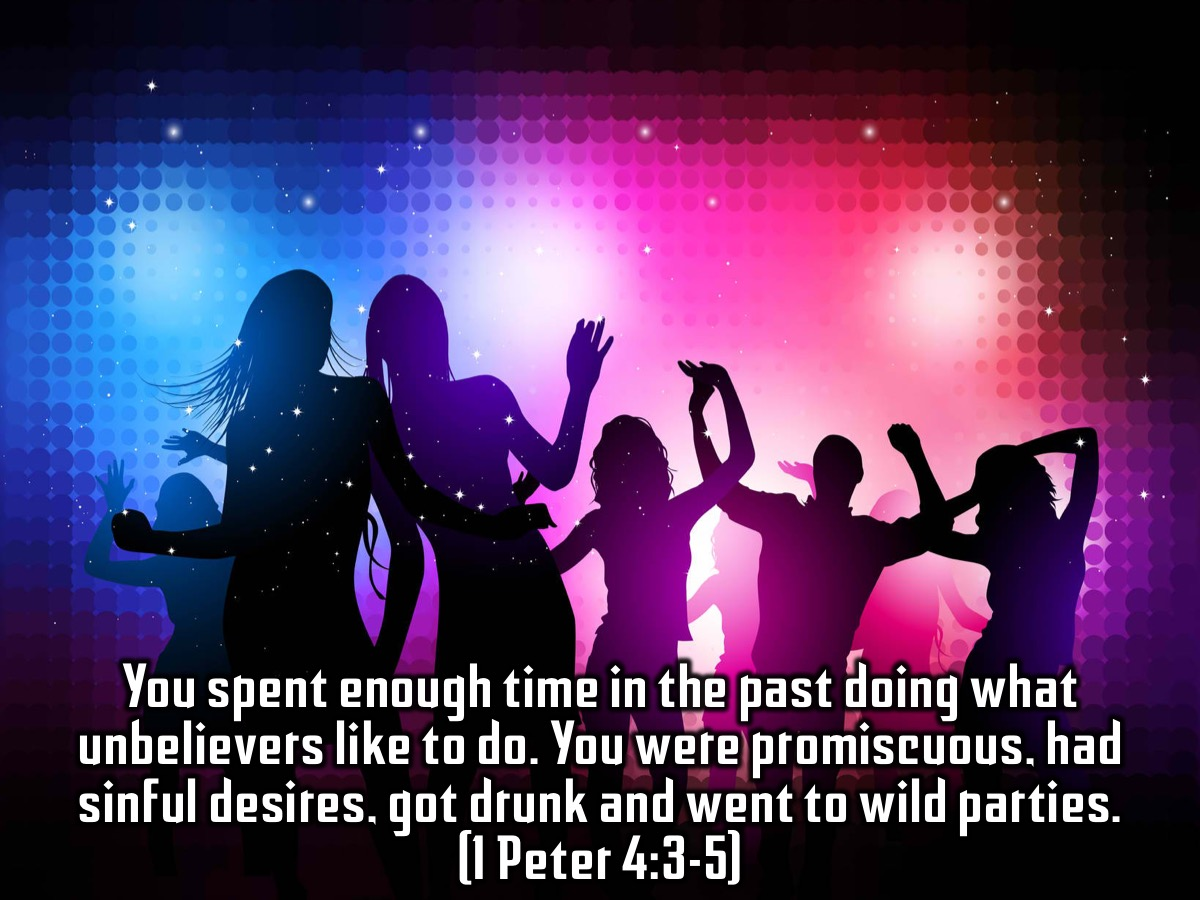 You spent enough time in the past doing what
unbelievers like to do. You were promiscuous, had
sinful desires, got drunk and went to wild parties.
(1 Peter 4:3-5)